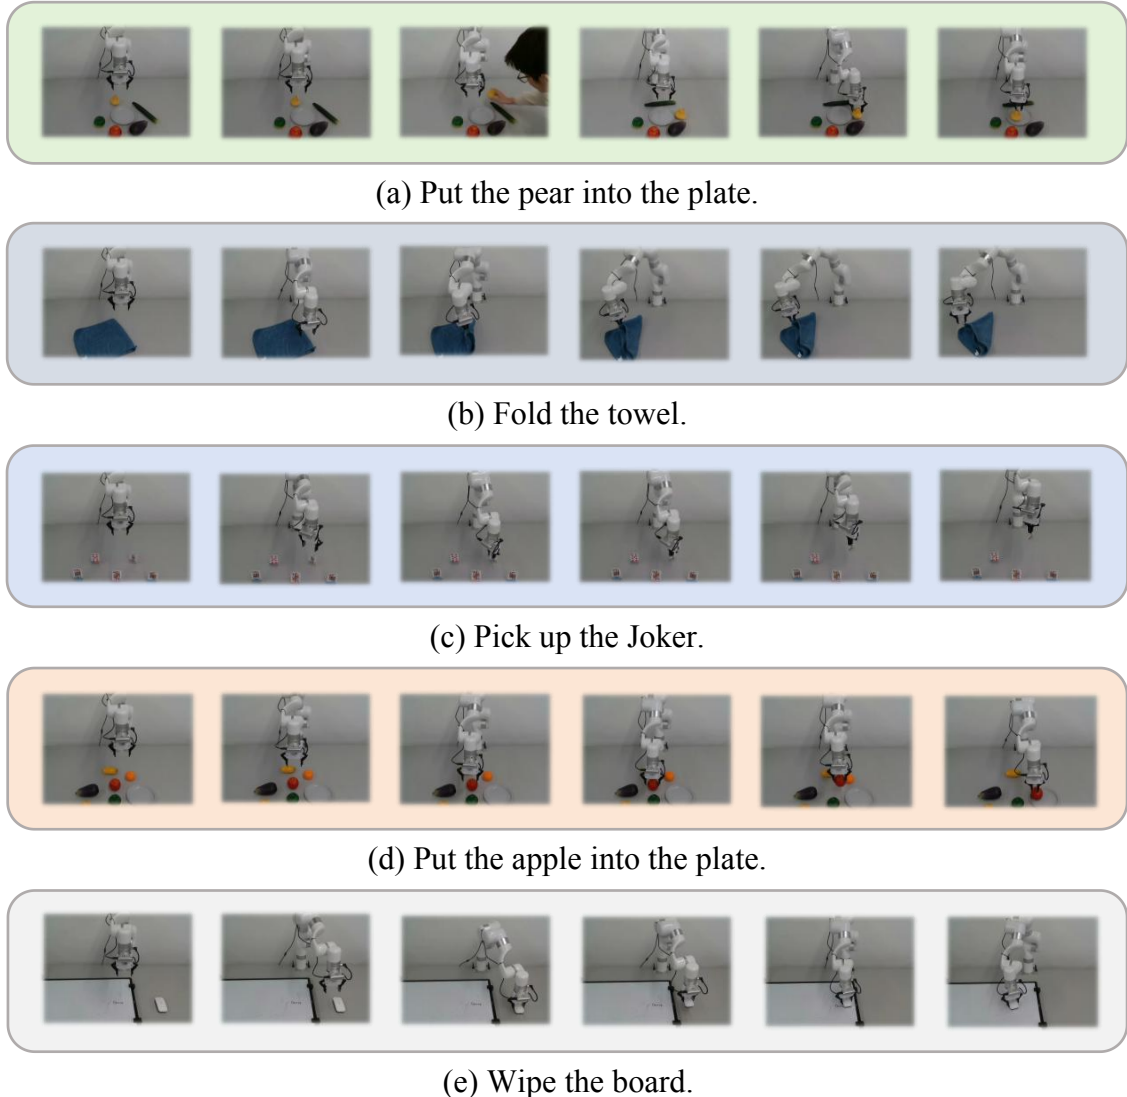 (a) Put the pear into the plate.
(b) Fold the towel.
(c) Pick up the Joker.
(d) Put the apple into the plate.
(e) Wipe the board.